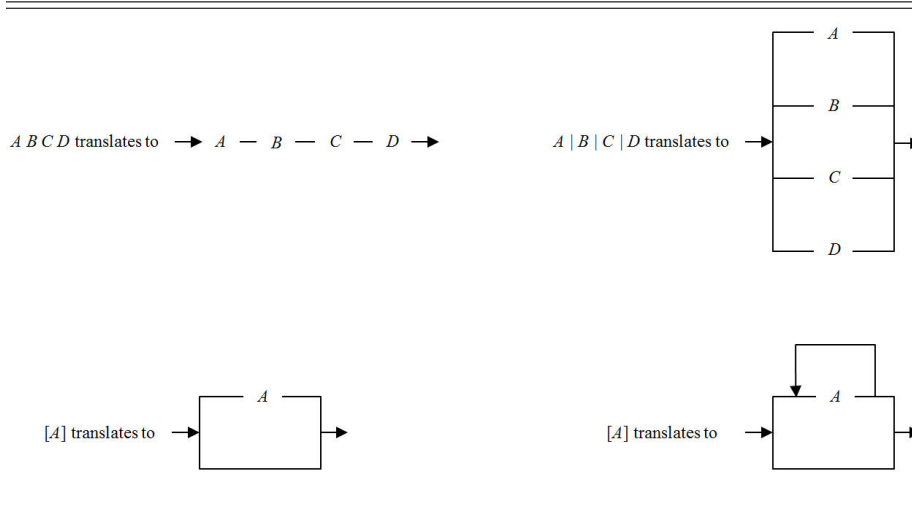 A B C D translates to A B C D
A | B | C | D translates to
A
B
C
D
[A] translates to A
[A] translates to A